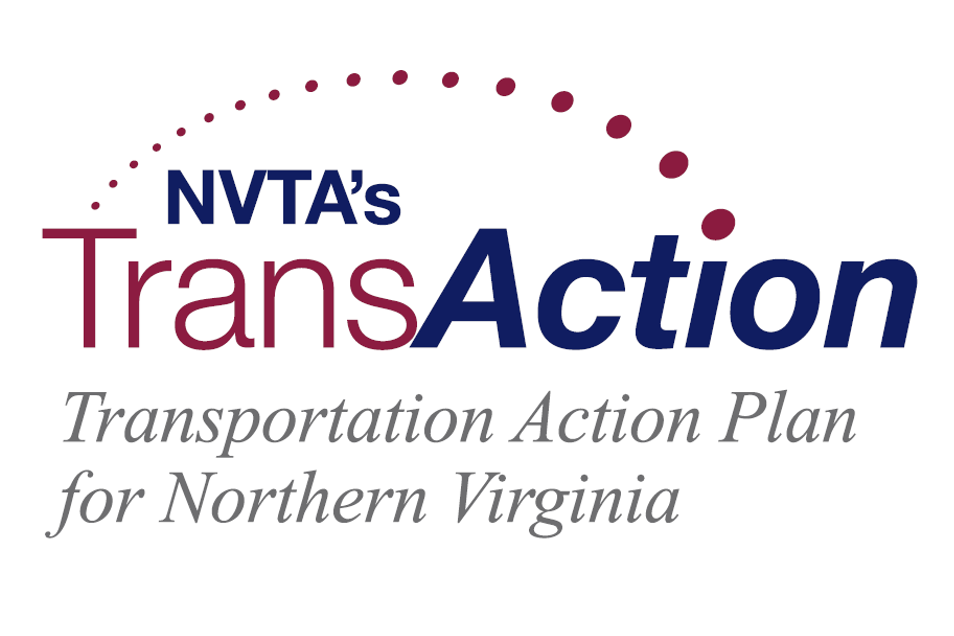 NVTA's
TransAction
Transportation Action Plan
for Northern Virginia